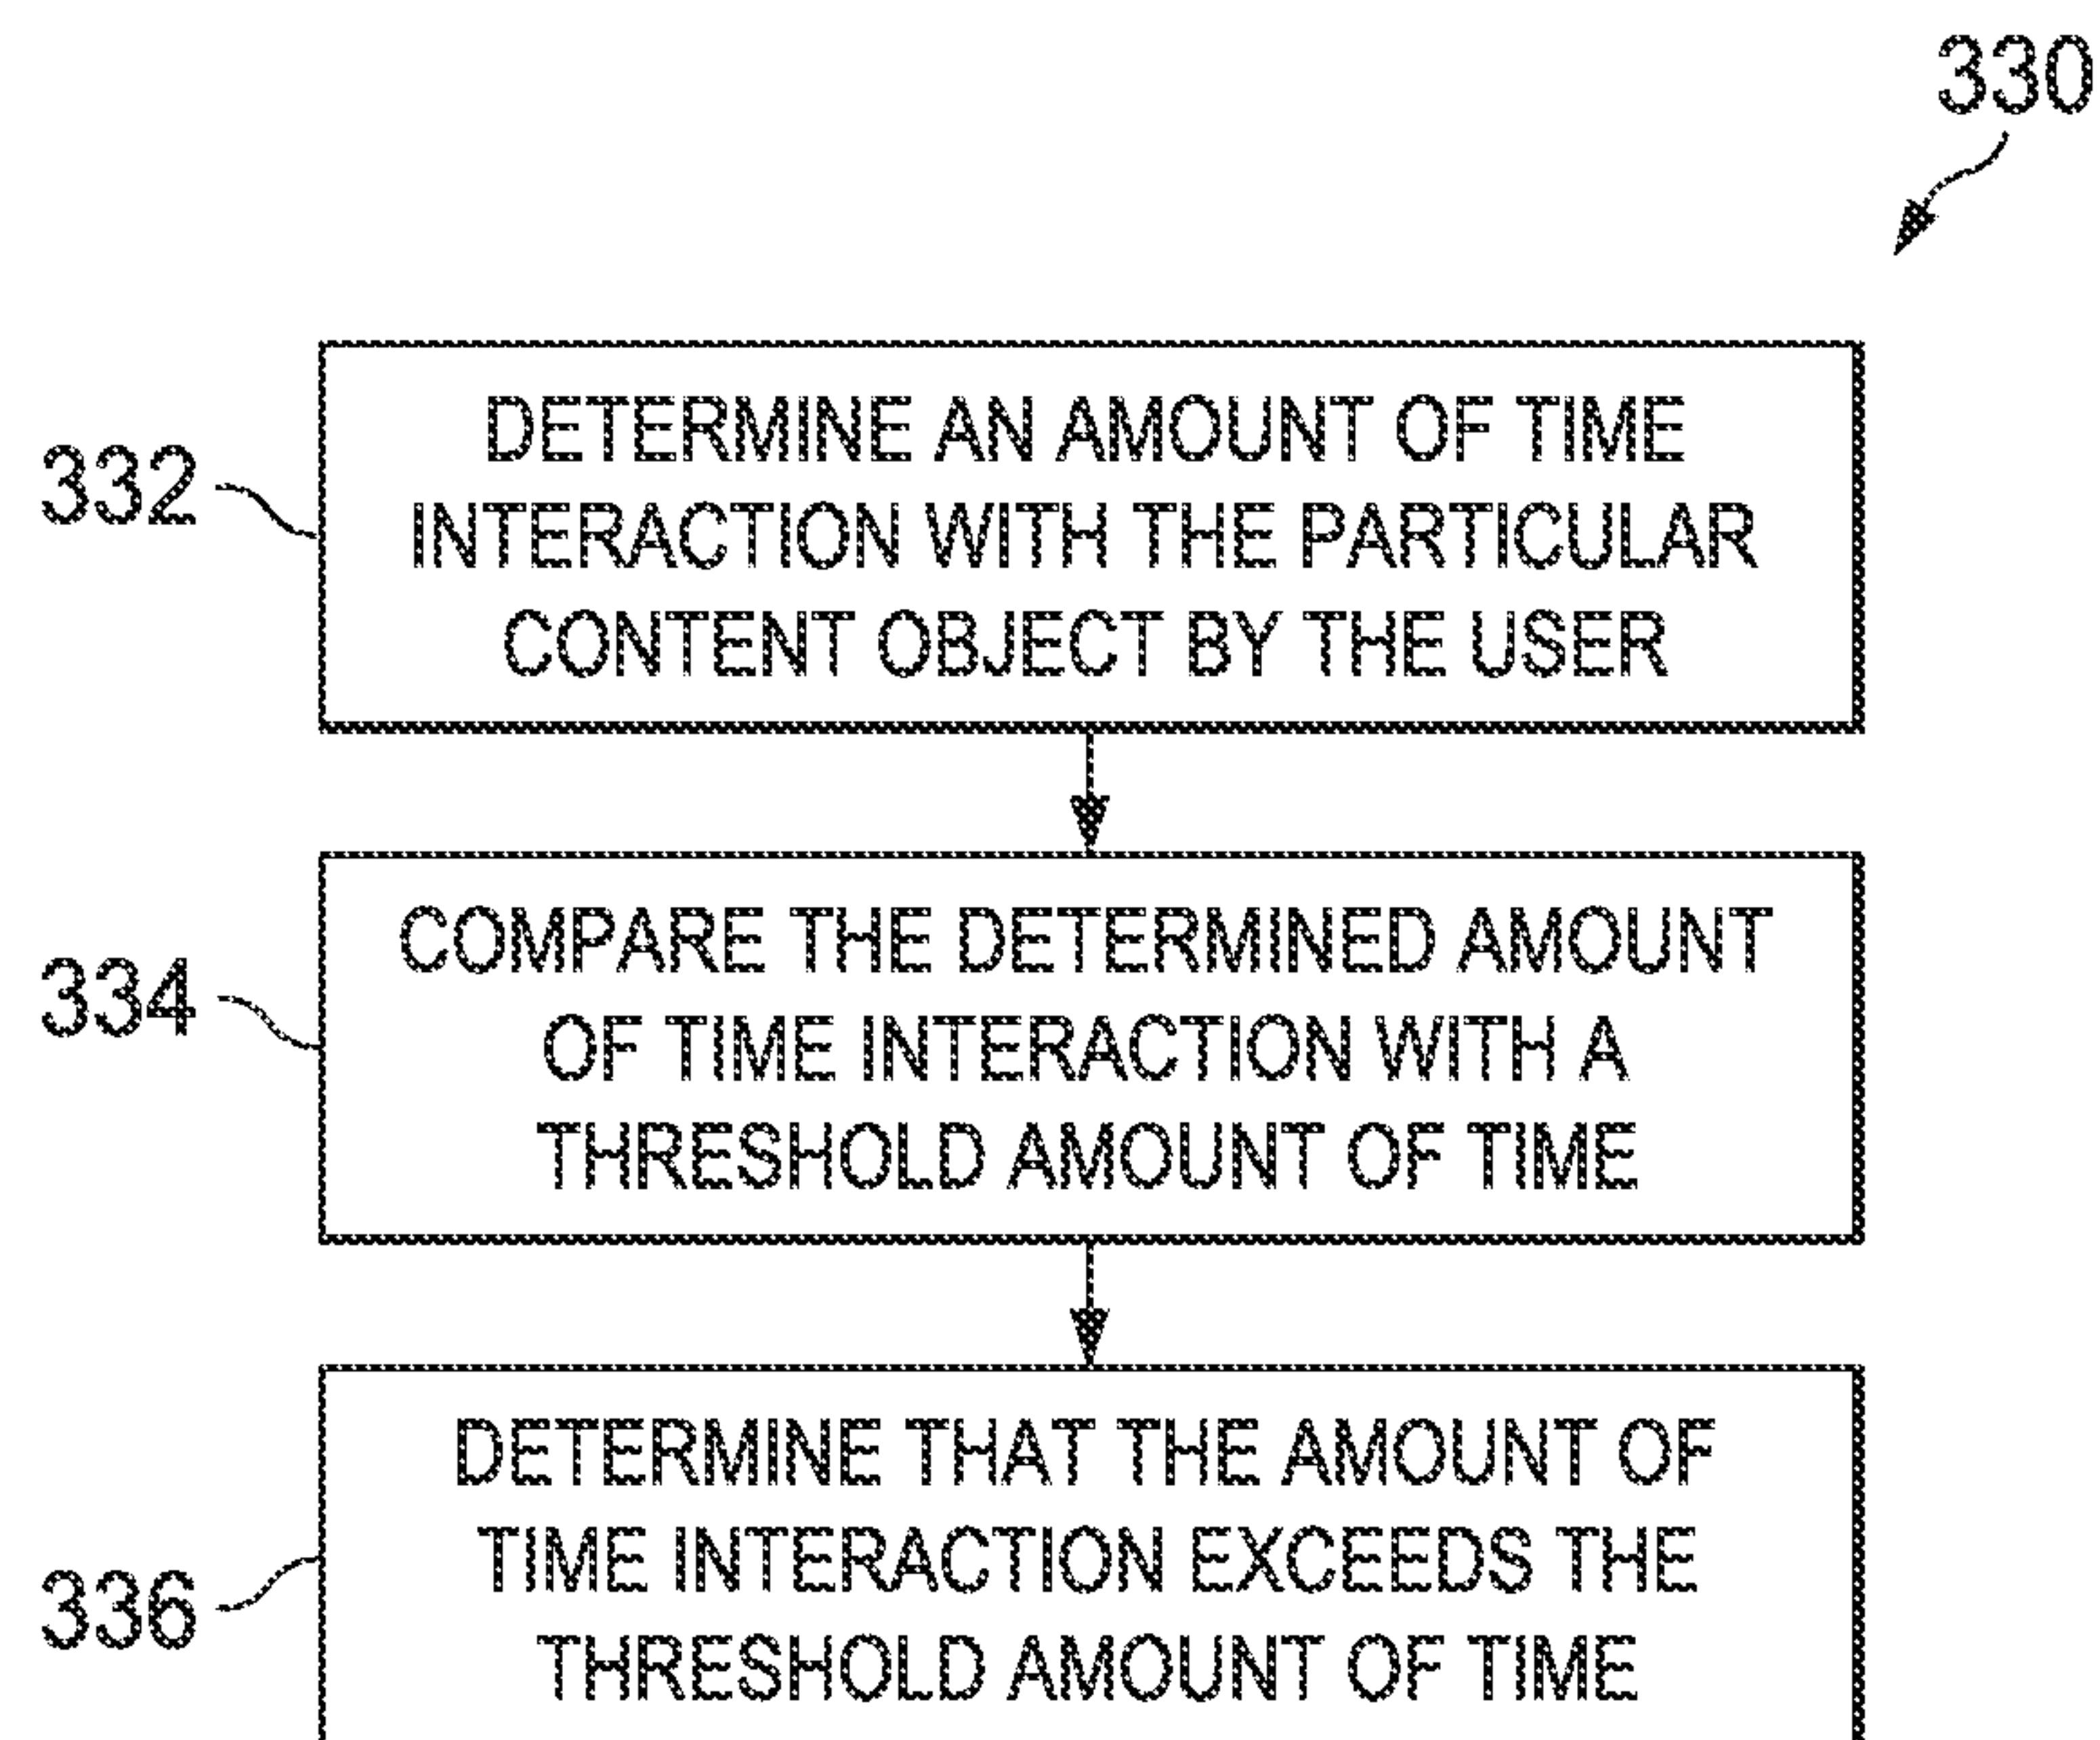 330
332
DETERMINE AN AMOUNT OF TIME
INTERACTION WITH THE PARTICULAR
CONTENT OBJECT BY THE USER
334
COMPARE THE DETERMINED AMOUNT
OF TIME INTERACTION WITH A
THRESHOLD AMOUNT OF TIME
336
DETERMINE THAT THE AMOUNT OF
TIME INTERACTION EXCEEDS THE
THRESHOLD AMOUNT OF TIME